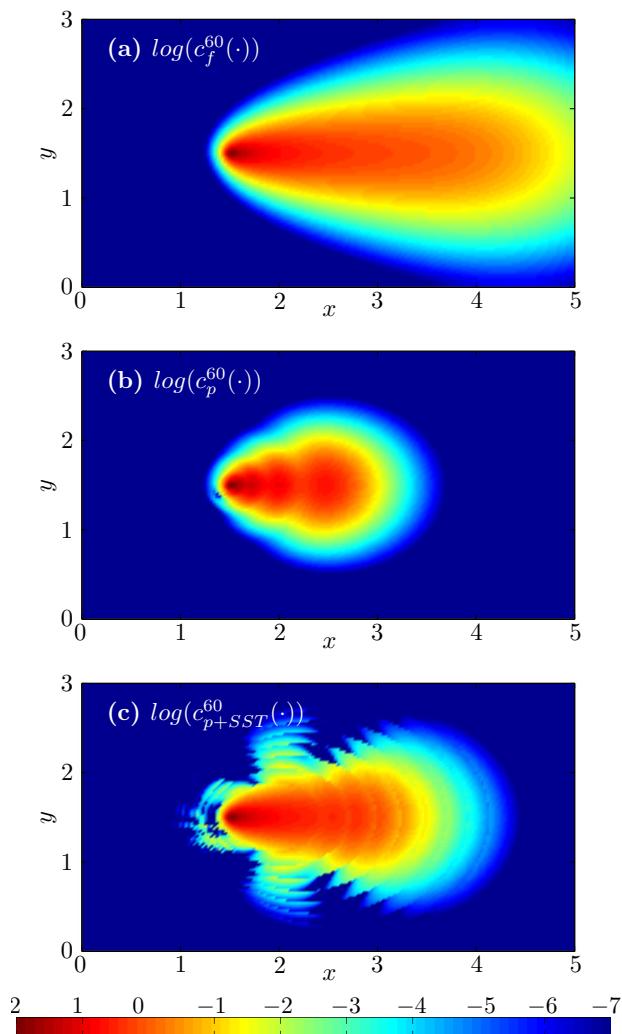 3
(a) log(c_f^{60}(·))
2
y
1
0
0 1 2 3 4 5
x
3
(b) log(c_p^{60}(·))
2
y
1
0
0 1 2 3 4 5
x
3
(c) log(c_{p+SST}^{60}(·))
2
y
1
0
0 1 2 3 4 5
x
2 1 0 −1 −2 −3 −4 −5 −6 −7